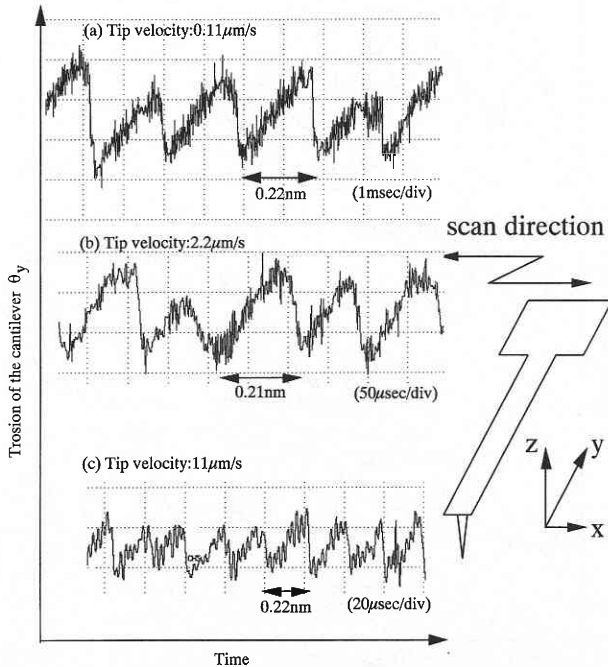 (a) Tip velocity:0.11μm/s
0.22nm
(1msec/div)
scan direction
(b) Tip velocity:2.2μm/s
0.21nm
(50μsec/div)
Trosion of the cantilever θy
z
y
x
(c) Tip velocity:11μm/s
0.22nm
(20μsec/div)
Time